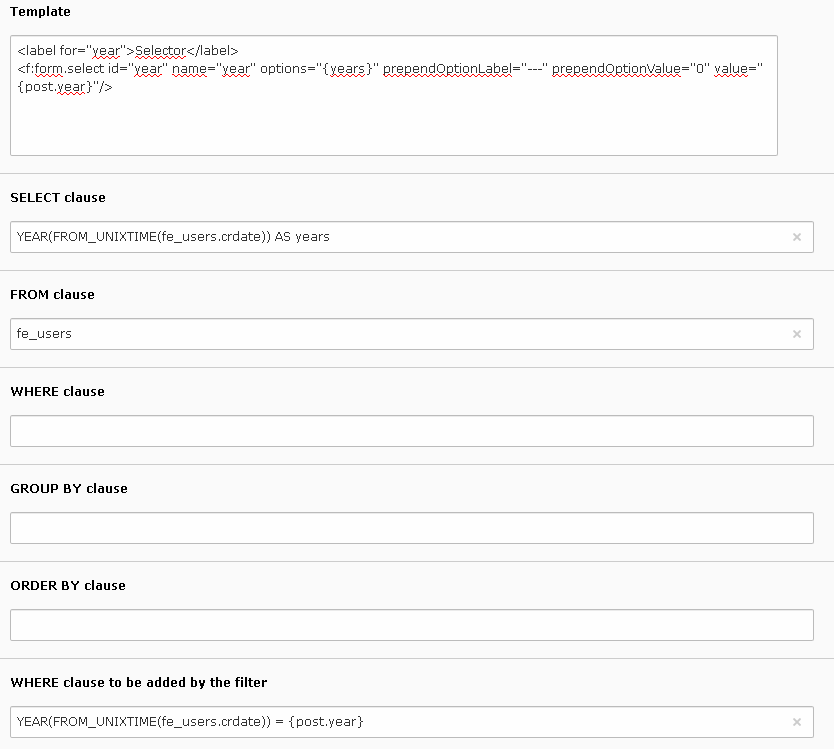 Template
<label for="year">Selector</label>
<f:form.select id="year" name="year" options="{years}" prependOptionLabel="---" prependOptionValue="0" value="
{post.year}"/>
SELECT clause
YEAR(FROM_UNIXTIME(fe_users.crdate)) AS years
FROM clause
fe_users
WHERE clause
GROUP BY clause
ORDER BY clause
WHERE clause to be added by the filter
YEAR(FROM_UNIXTIME(fe_users.crdate)) = {post.year}